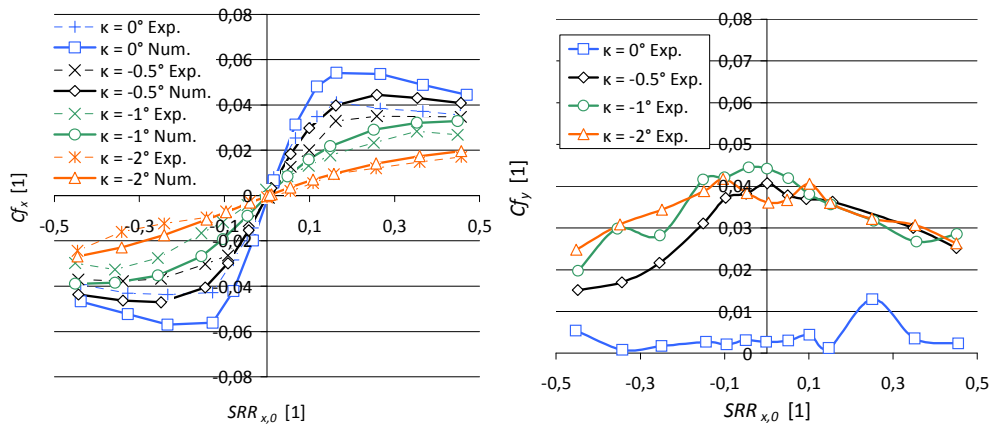 0,08
κ = 0° Exp.
κ = 0° Num.
κ = -0.5° Exp.
κ = -0.5° Num.
κ = -1° Exp.
κ = -1° Num.
κ = -2° Exp.
κ = -2° Num.
0,06
0,04
0,02
0
-0,02
-0,04
-0,06
-0,08
-0,5
-0,3
-0,1
0,1
0,3
0,5
Cf x [1]
SRR x,0 [1]
0,08
0,07
0,06
0,05
0,04
0,03
0,02
0,01
0
κ = 0° Exp.
κ = -0.5° Exp.
κ = -1° Exp.
κ = -2° Exp.
-0,5
-0,3
-0,1
0,1
0,3
0,5
Cf y [1]
SRR x,0 [1]